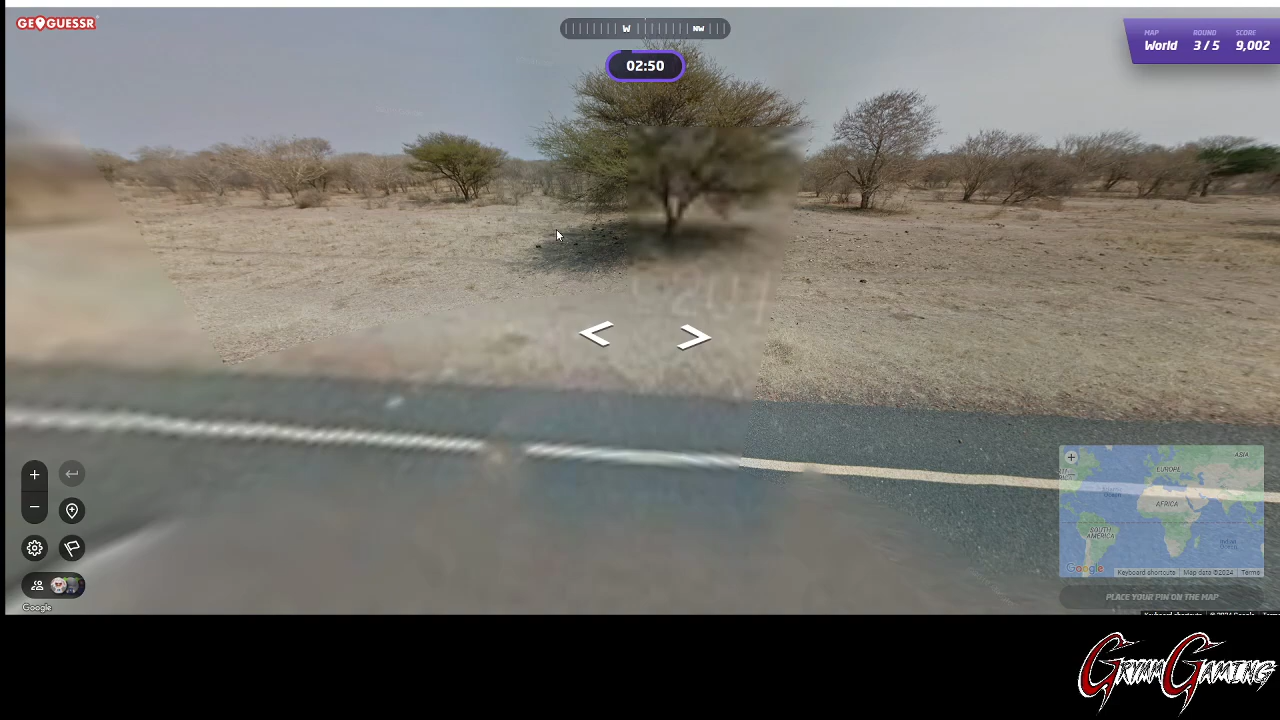 GEOGUESSR
W
NW
02:50
MAP
World
ROUND
3 / 5
SCORE
9,002
+
−
ASIA
EUROPE
AFRICA
SOUTH
AMERICA
Google
Keyboard shortcuts
Map data ©2024
Terms
PLACE YOUR PIN ON THE MAP
Google
GRIMMGAMING